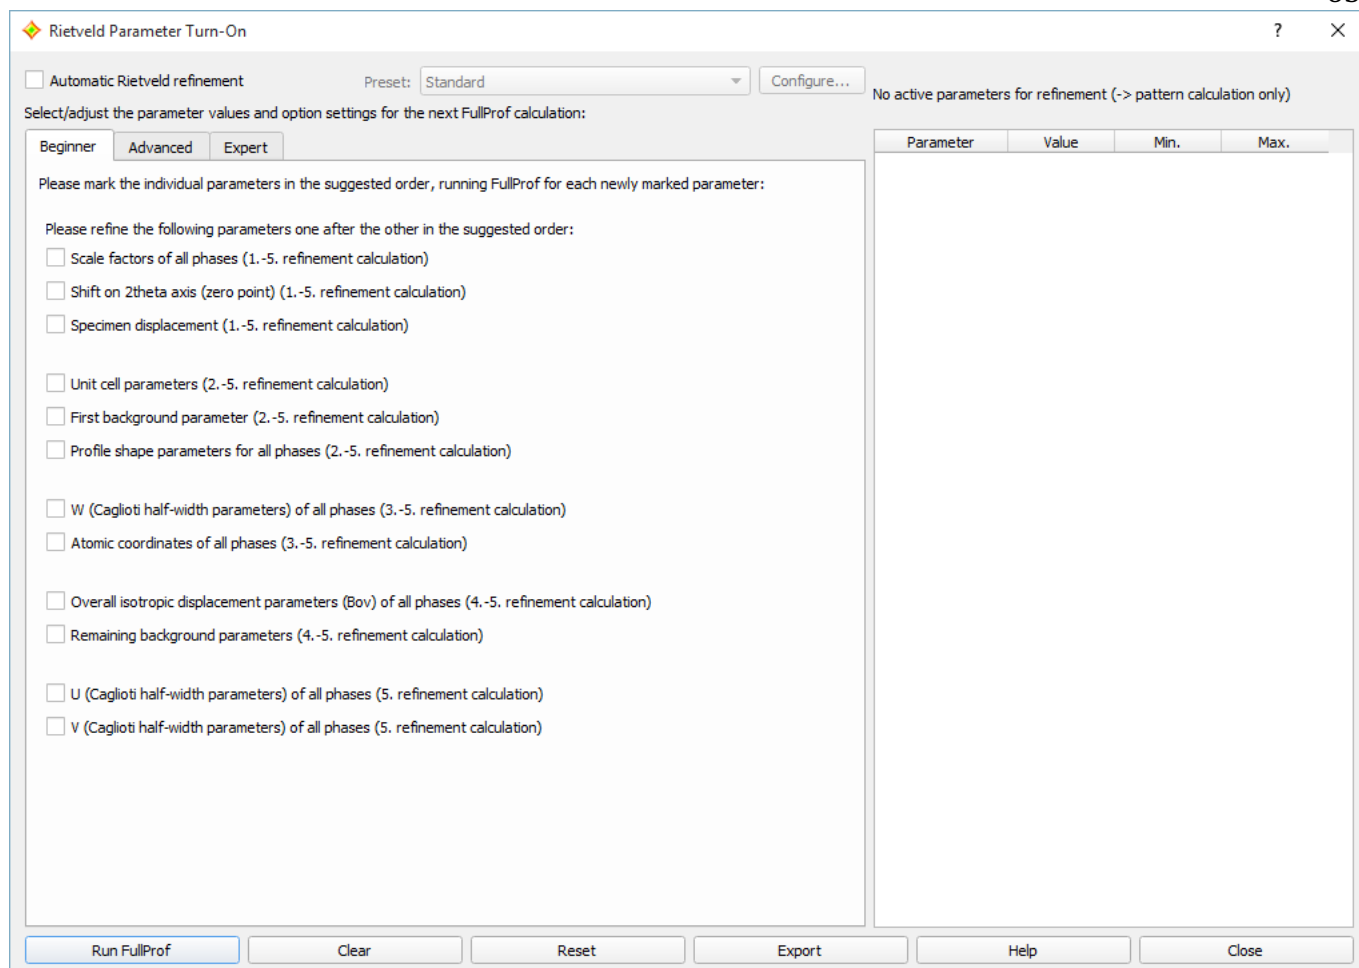 Rietveld Parameter Turn-On ?
Automatic Rietveld refinement Preset: Standard Configure...
No active parameters for refinement (-> pattern calculation only)
Select/adjust the parameter values and option settings for the next FullProf calculation:
Beginner Advanced Expert
Parameter Value Min. Max.
Please mark the individual parameters in the suggested order, running FullProf for each newly marked parameter:
Please refine the following parameters one after the other in the suggested order:
Scale factors of all phases (1.-5. refinement calculation)
Shift on 2theta axis (zero point) (1.-5. refinement calculation)
Specimen displacement (1.-5. refinement calculation)
Unit cell parameters (2.-5. refinement calculation)
First background parameter (2.-5. refinement calculation)
Profile shape parameters for all phases (2.-5. refinement calculation)
W (Caglioti half-width parameters) of all phases (3.-5. refinement calculation)
Atomic coordinates of all phases (3.-5. refinement calculation)
Overall isotropic displacement parameters (Bov) of all phases (4.-5. refinement calculation)
Remaining background parameters (4.-5. refinement calculation)
U (Caglioti half-width parameters) of all phases (5. refinement calculation)
V (Caglioti half-width parameters) of all phases (5. refinement calculation)
Run FullProf Clear Reset Export Help Close